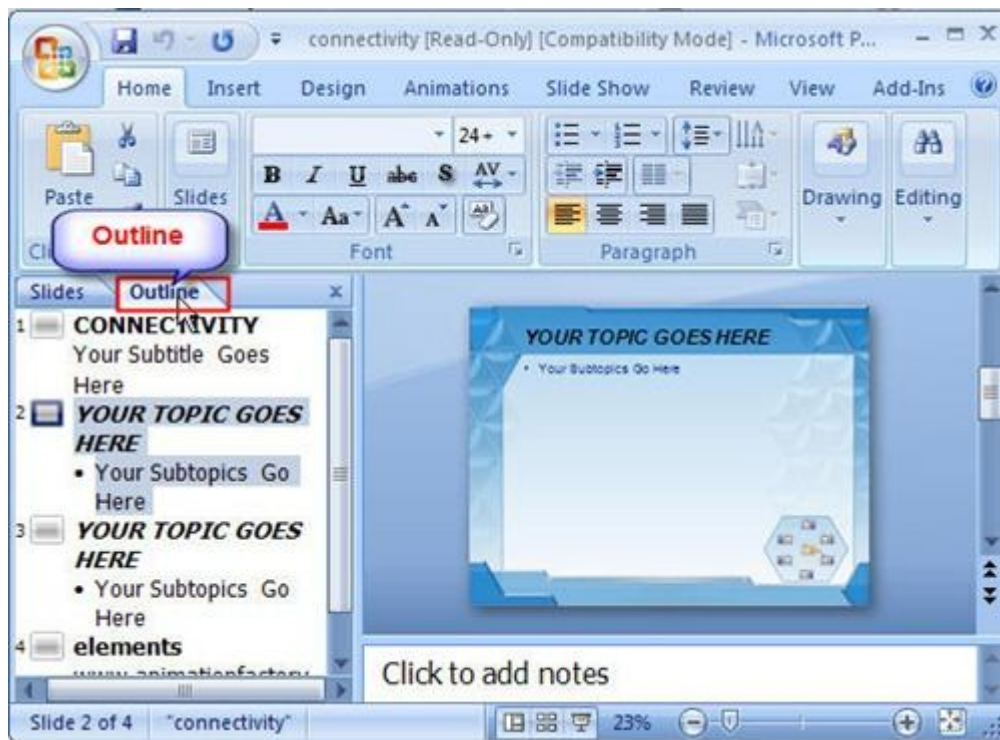 connectivity [Read-Only] [Compatibility Mode] - Microsoft P...
Home Insert Design Animations Slide Show Review View Add-Ins
24+
B I U abe S AV
Paste Slides Drawing Editing
A Aa A A Aa
Outline
Font Paragraph
Slides Outline x
1 CONNECTIVITY
Your Subtitle Goes
Here
2 YOUR TOPIC GOES
HERE
• Your Subtopics Go
Here
3 YOUR TOPIC GOES
HERE
• Your Subtopics Go
Here
4 elements
YOUR TOPIC GOES HERE
• Your Subtopics Go Here
Click to add notes
Slide 2 of 4 "connectivity" 23%